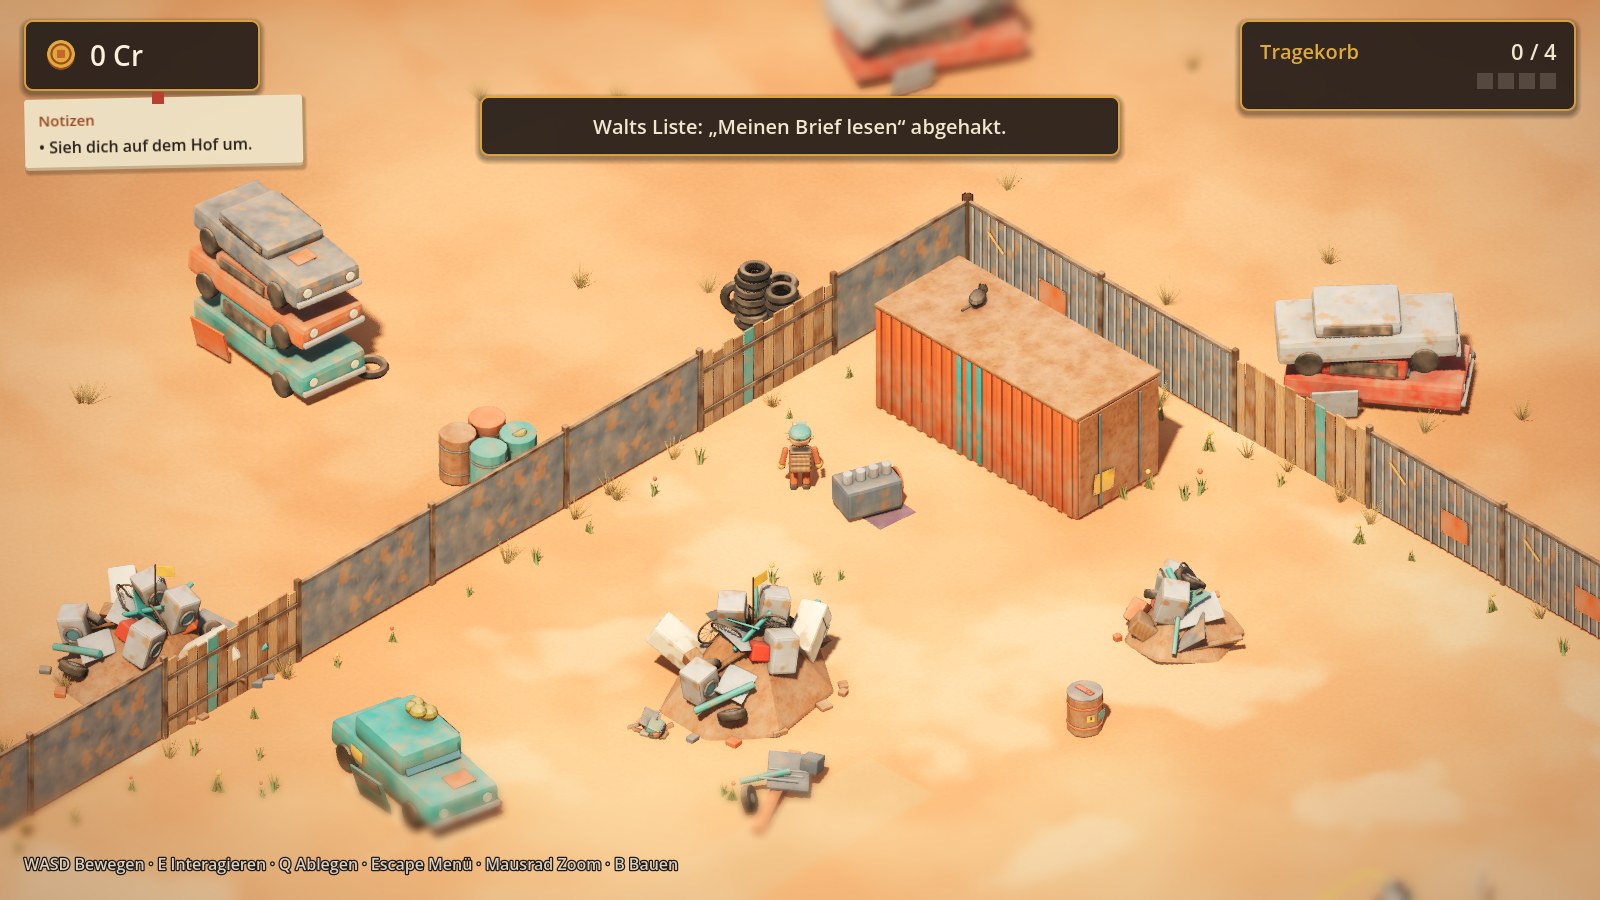 0 Cr
Notizen
• Sieh dich auf dem Hof um.
Walts Liste: „Meinen Brief lesen“ abgehakt.
Tragekorb 0 / 4
WASD Bewegen · E Interagieren · Q Ablegen · Escape Menü · Mausrad Zoom · B Bauen